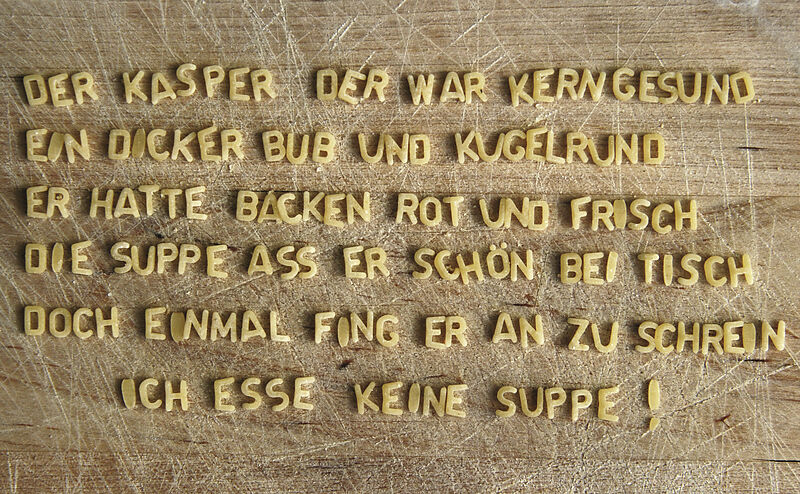 DER KASPER DER WAR KERNGESUND
EIN DICKER BUB UND KUGELRUND
ER HATTE BACKEN ROT UND FRISCH
DIE SUPPE ASS ER SCHÖN BEI TISCH
DOCH EINMAL FING ER AN ZU SCHREIN
ICH ESSE KEINE SUPPE !